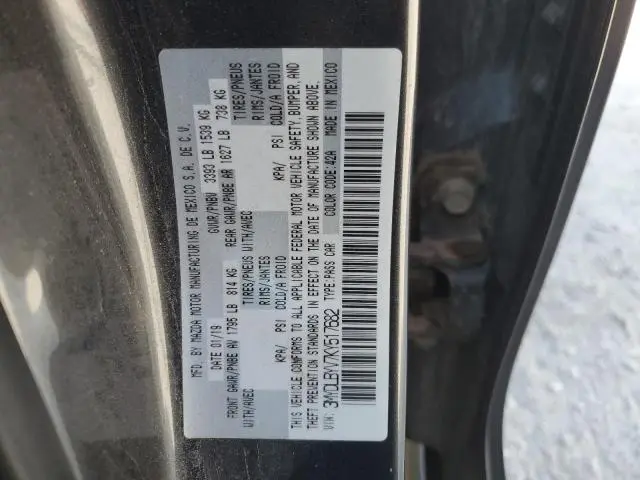 MFD. BY MAZDA MOTOR MANUFACTURING DE MEXICO S.A. DE C.V.
DATE 01/19 GVWR/PNBV 3393 LB 1539 KG
FRONT GAWR/PNBE AV 1795 LB 814 KG REAR GAWR/PNBE AR 1627 LB 738 KG
WITH/AVEC TIRES/PNEUS WITH/AVEC TIRES/PNEUS
RIMS/JANTES RIMS/JANTES
KPA/ PSI COLD/A FROID KPA/ PSI COLD/A FROID
THIS VEHICLE CONFORMS TO ALL APPLICABLE FEDERAL MOTOR VEHICLE SAFETY, BUMPER, AND
THEFT PREVENTION STANDARDS IN EFFECT ON THE DATE OF MANUFACTURE SHOWN ABOVE.
VIN: 3MVDLBYV7KV517682 TYPE:PASS CAR COLOR CODE:42A MADE IN MEXICO